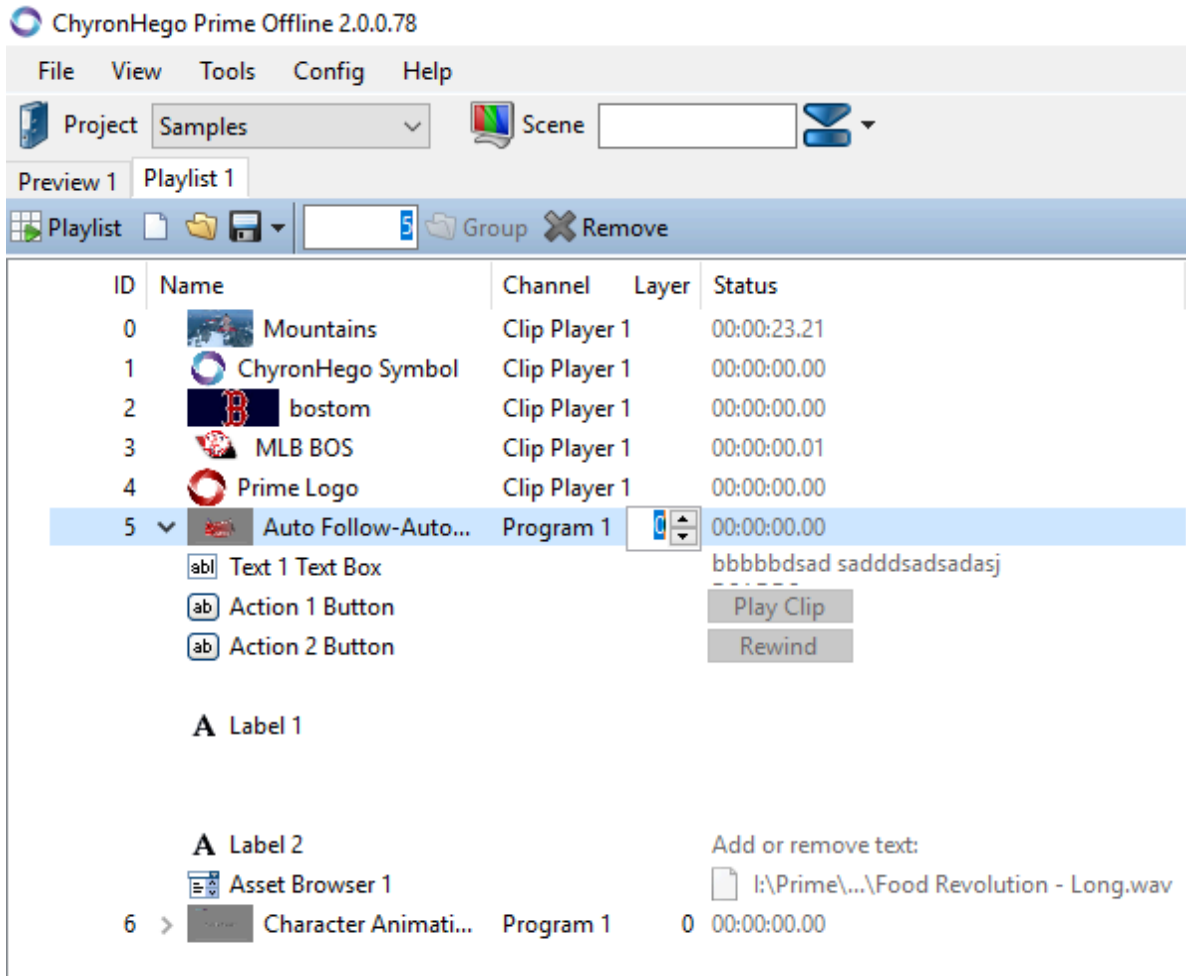 ChyronHego Prime Offline 2.0.0.78
File View Tools Config Help
Project Samples Scene
Preview 1 Playlist 1
Playlist 5 Group Remove
ID Name Channel Layer Status
0 Mountains Clip Player 1 00:00:23.21
1 ChyronHego Symbol Clip Player 1 00:00:00.00
2 B bostom Clip Player 1 00:00:00.00
3 MLB BOS Clip Player 1 00:00:00.01
4 Prime Logo Clip Player 1 00:00:00.00
5 Auto Follow-Auto... Program 1 0 00:00:00.00
abl Text 1 Text Box bbbbbdsad sadddsadsadasj
ab Action 1 Button Play Clip
ab Action 2 Button Rewind
A Label 1
A Label 2 Add or remove text:
Asset Browser 1 I:\Prime\...\Food Revolution - Long.wav
6 Character Animati... Program 1 0 00:00:00.00